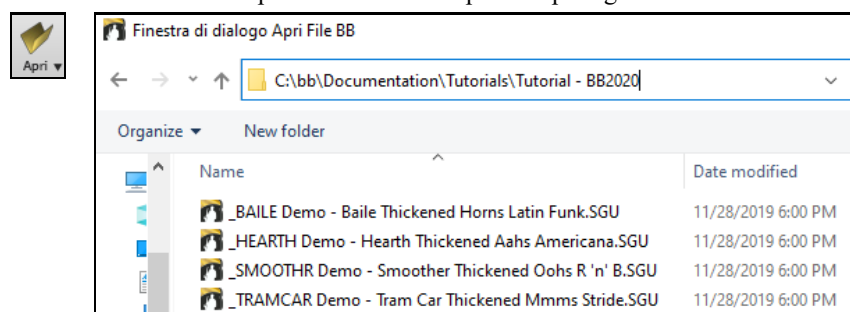 Finestra di dialogo Apri File BB
Apri
C:\bb\Documentation\Tutorials\Tutorial - BB2020
Organize New folder
Name Date modified
_BAILE Demo - Baile Thickened Horns Latin Funk.SGU 11/28/2019 6:00 PM
_HEARTH Demo - Hearth Thickened Aahs Americana.SGU 11/28/2019 6:00 PM
_SMOOTHR Demo - Smoother Thickened Oohs R 'n' B.SGU 11/28/2019 6:00 PM
_TRAMCAR Demo - Tram Car Thickened Mmms Stride.SGU 11/28/2019 6:00 PM